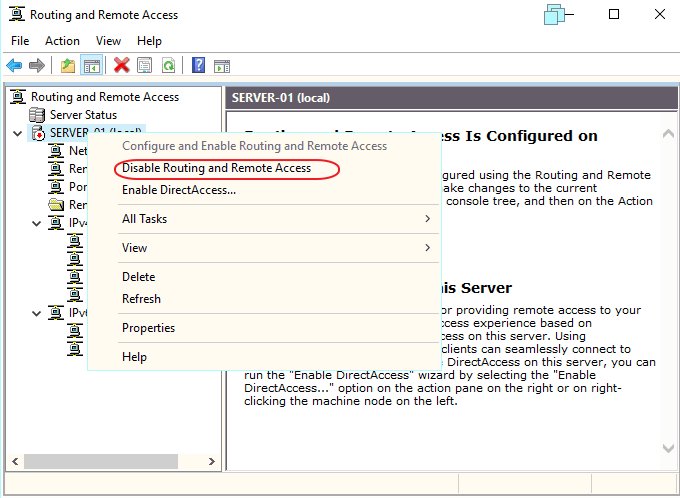 Routing and Remote Access
File Action View Help
Routing and Remote Access
Server Status
SERVER-01 (local)
Net
Rem
Por
Rem
IPv4
IPv6
SERVER-01 (local)
Access Is Configured on
gured using the Routing and Remote
ake changes to the current
console tree, and then on the Action
Configure and Enable Routing and Remote Access
Disable Routing and Remote Access
Enable DirectAccess...
All Tasks
View
Delete
Refresh
Properties
Help
his Server
or providing remote access to your
ccess experience based on
ccess on this server. Using
clients can seamlessly connect to
DirectAccess on this server, you can
run the "Enable DirectAccess" wizard by selecting the "Enable
DirectAccess..." option on the action pane on the right or on right-
clicking the machine node on the left.